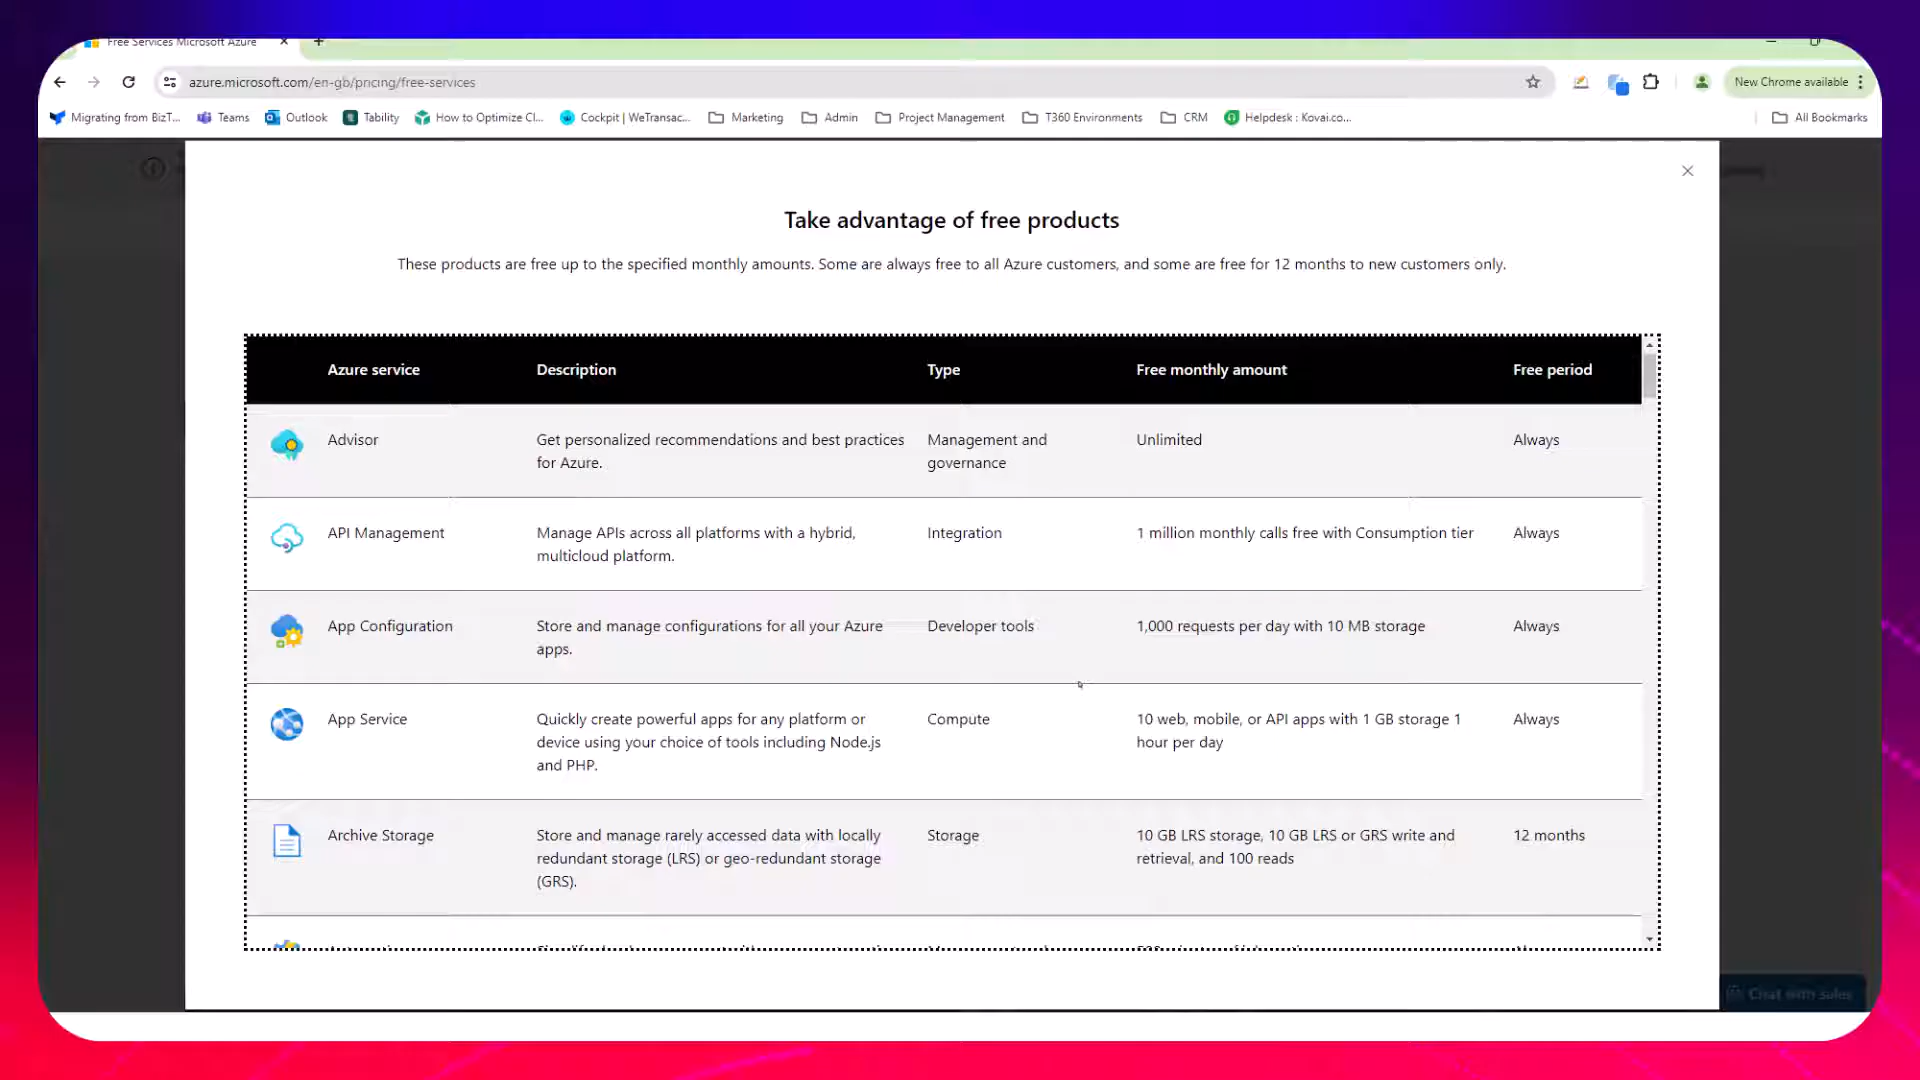 Free Services Microsoft Azure
azure.microsoft.com/en-gb/pricing/free-services
New Chrome available
Migrating from BizT...
Teams
Outlook
Tability
How to Optimize Cl...
Cockpit | WeTransac...
Marketing
Admin
Project Management
T360 Environments
CRM
Helpdesk : Kovai.co...
All Bookmarks
Take advantage of free products
These products are free up to the specified monthly amounts. Some are always free to all Azure customers, and some are free for 12 months to new customers only.
Azure service Description Type Free monthly amount Free period
Advisor
Get personalized recommendations and best practices
for Azure.
Management and
governance
Unlimited
Always
API Management
Manage APIs across all platforms with a hybrid,
multicloud platform.
Integration
1 million monthly calls free with Consumption tier
Always
App Configuration
Store and manage configurations for all your Azure
apps.
Developer tools
1,000 requests per day with 10 MB storage
Always
App Service
Quickly create powerful apps for any platform or
device using your choice of tools including Node.js
and PHP.
Compute
10 web, mobile, or API apps with 1 GB storage 1
hour per day
Always
Archive Storage
Store and manage rarely accessed data with locally
redundant storage (LRS) or geo-redundant storage
(GRS).
Storage
10 GB LRS storage, 10 GB LRS or GRS write and
retrieval, and 100 reads
12 months
Chat with sales